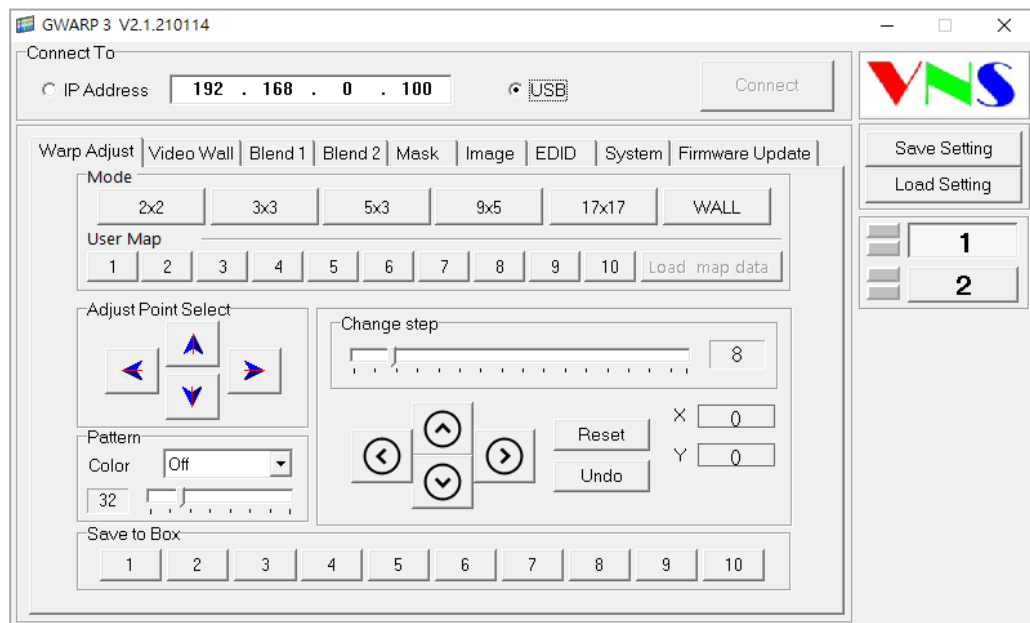 GWARP 3 V2.1.210114
Connect To
IP Address 192 . 168 . 0 . 100 USB Connect
VNS
Warp Adjust Video Wall Blend 1 Blend 2 Mask Image EDID System Firmware Update
Save Setting
Load Setting
Mode
2x2 3x3 5x3 9x5 17x17 WALL
User Map
1 2 3 4 5 6 7 8 9 10 Load map data
1
2
Adjust Point Select
Change step
8
Pattern
Color Off
32
Reset
Undo
X 0
Y 0
Save to Box
1 2 3 4 5 6 7 8 9 10